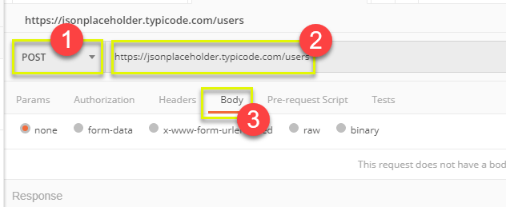 https://jsonplaceholder.typicode.com/users
1
2
POST https://jsonplaceholder.typicode.com/users
Params Authorization Headers Body Pre-request Script Tests
3
none form-data raw binary
This request does not have a bod
Response